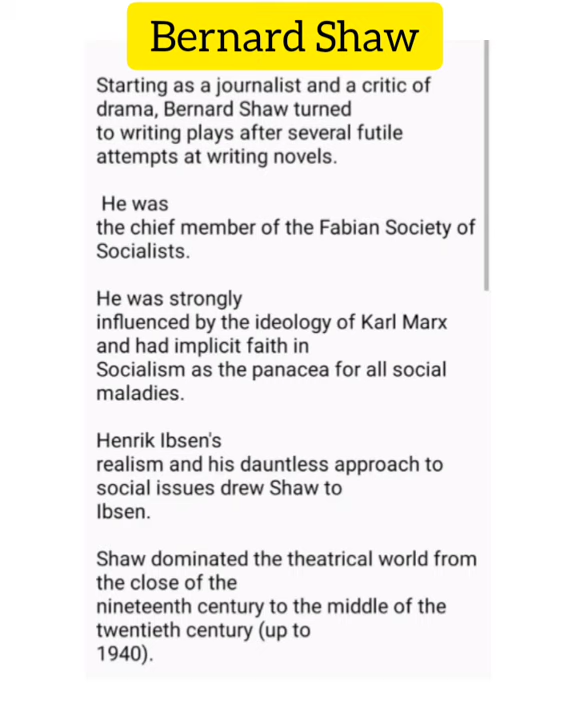 Bernard Shaw
Starting as a journalist and a critic of
drama, Bernard Shaw turned
to writing plays after several futile
attempts at writing novels.
He was
the chief member of the Fabian Society of
Socialists.
He was strongly
influenced by the ideology of Karl Marx
and had implicit faith in
Socialism as the panacea for all social
maladies.
Henrik Ibsen's
realism and his dauntless approach to
social issues drew Shaw to
Ibsen.
Shaw dominated the theatrical world from
the close of the
nineteenth century to the middle of the
twentieth century (up to
1940).